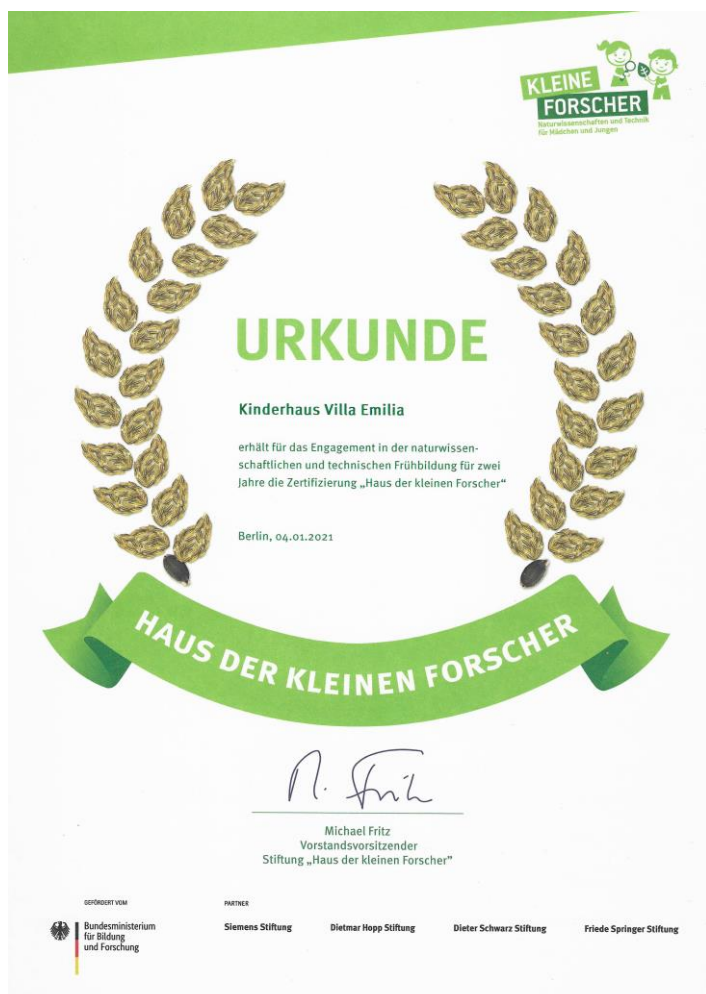 KLEINE
FORSCHER
Naturwissenschaften und Technik
für Mädchen und Jungen
URKUNDE
Kinderhaus Villa Emilia
erhält für das Engagement in der naturwissen-
schaftlichen und technischen Frühbildung für zwei
Jahre die Zertifizierung „Haus der kleinen Forscher“
Berlin, 04.01.2021
HAUS DER KLEINEN FORSCHER
M. Fritz
Michael Fritz
Vorstandsvorsitzender
Stiftung „Haus der kleinen Forscher”
GEFÖRDERT VOM
Bundesministerium
für Bildung
und Forschung
PARTNER
Siemens Stiftung
Dietmar Hopp Stiftung
Dieter Schwarz Stiftung
Friede Springer Stiftung